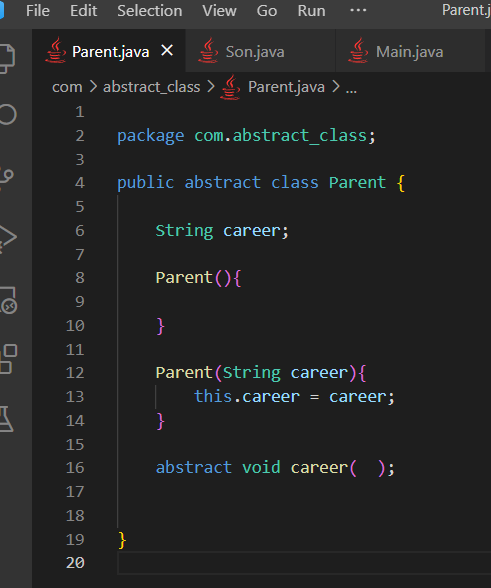 File Edit Selection View Go Run ... Parent.j
Parent.java × Son.java Main.java
com > abstract_class > Parent.java > ...
1
2 package com.abstract_class;
3
4 public abstract class Parent {
5
6 String career;
7
8 Parent(){
9
10 }
11
12 Parent(String career){
13 this.career = career;
14 }
15
16 abstract void career(  );
17
18
19 }
20